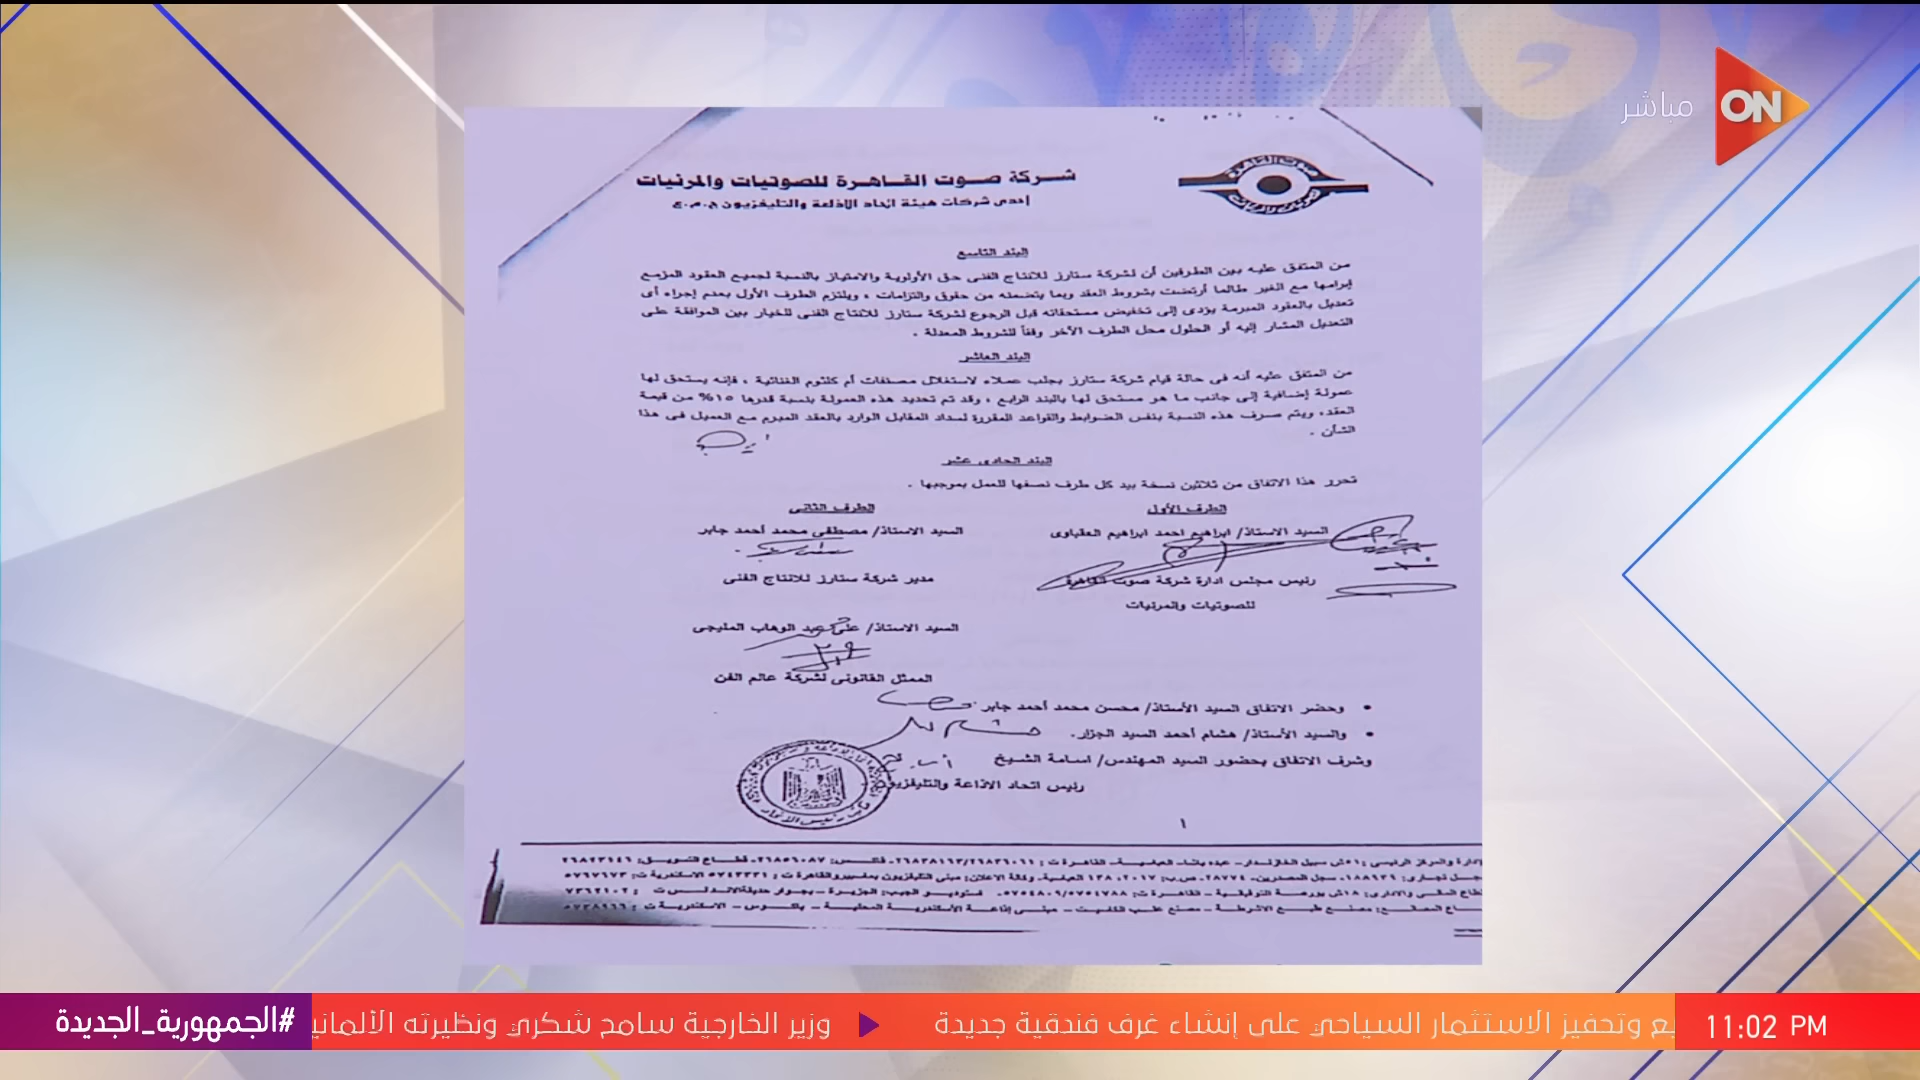 مباشر
ON
شركة صوت القاهرة للصوتيات والمرئيات
إحدى شركات هيئة اتحاد الإذاعة والتليفزيون ج.م.ع
البند التاسع
من المتفق عليه بين الطرفين أن لشركة ستارز للانتاج الفنى حق الأولوية والامتياز بالنسبة لجميع العقود المزمع
إبرامها مع الغير طالما أرتضت بشروط العقد وبما يتضمنه من حقوق والتزامات ، ويلتزم الطرف الأول بعدم إجراء أى
تعديل بالعقود المبرمة يؤدى إلى تخفيض مستحقاته قبل الرجوع لشركة ستارز للانتاج الفنى للخيار بين الموافقة على
التعديل المشار إليه أو الحلول محل الطرف الآخر وفقاً للشروط المعدلة .
البند العاشر
من المتفق عليه أنه فى حالة قيام شركة ستارز بجلب عملاء لاستغلال مصنفات أم كلثوم الغنائية ، فإنه يستحق لها
عمولة إضافية إلى جانب ما هو مستحق لها بالبند الرابع ، وقد تم تحديد هذه العمولة بنسبة قدرها ١٥% من قيمة
العقد، ويتم صرف هذه النسبة بنفس الضوابط والقواعد المقررة لسداد المقابل الوارد بالعقد المبرم مع العميل فى هذا
الشأن .
البند الحادى عشر
تحرر هذا الاتفاق من ثلاثين نسخة بيد كل طرف نصفها للعمل بموجبها .
الطرف الأول
الطرف الثانى
السيد الاستاذ/ ابراهيم احمد ابراهيم العقباوى
السيد الاستاذ/ مصطفى محمد أحمد جابر
رئيس مجلس ادارة شركة صوت القاهرة
مدير شركة ستارز للانتاج الفنى
للصوتيات والمرئيات
السيد الاستاذ/ على عبد الوهاب المليجى
الممثل القانونى لشركة عالم الفن
• وحضر الاتفاق السيد الأستاذ/ محسن محمد أحمد جابر
• والسيد الأستاذ/ هشام أحمد السيد الجزار.
وشرف الاتفاق بحضور السيد المهندس/ اسامة الشيخ
رئيس اتحاد الاذاعة والتليفزيون
١
#الجمهورية_الجديدة
ع وتحفيز الاستثمار السياحي على إنشاء غرف فندقية جديدة
وزير الخارجية سامح شكري ونظيرته الألماني
11:02 PM